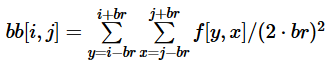 bb[i, j] = \sum_{y=i-br}^{i+br} \sum_{x=j-br}^{j+br} f[y, x]/(2 \cdot br)^2